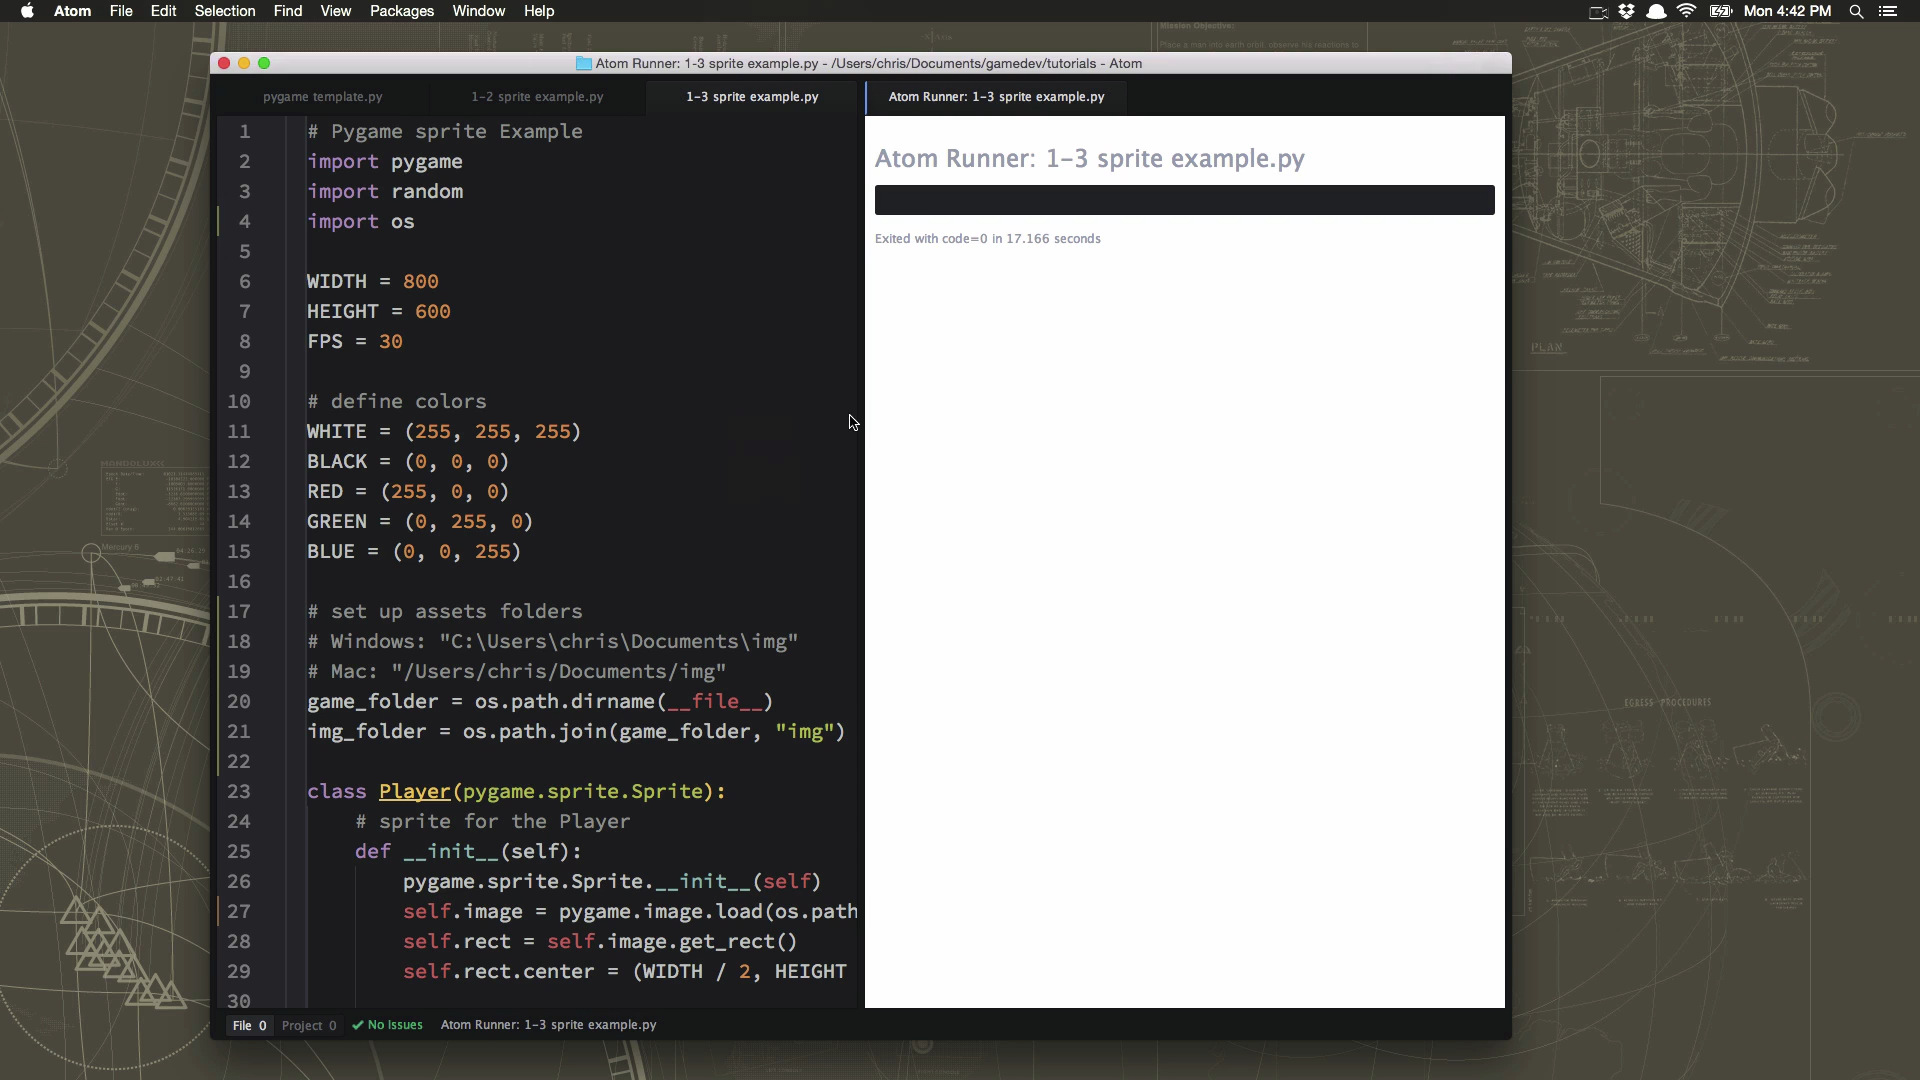 Atom File Edit Selection Find View Packages Window Help Mon 4:42 PM
Atom Runner: 1-3 sprite example.py - /Users/chris/Documents/gamedev/tutorials - Atom
pygame template.py 1-2 sprite example.py 1-3 sprite example.py Atom Runner: 1-3 sprite example.py
1 # Pygame sprite Example
2 import pygame
3 import random
4 import os
5
6 WIDTH = 800
7 HEIGHT = 600
8 FPS = 30
9
10 # define colors
11 WHITE = (255, 255, 255)
12 BLACK = (0, 0, 0)
13 RED = (255, 0, 0)
14 GREEN = (0, 255, 0)
15 BLUE = (0, 0, 255)
16
17 # set up assets folders
18 # Windows: "C:\Users\chris\Documents\img"
19 # Mac: "/Users/chris/Documents/img"
20 game_folder = os.path.dirname(__file__)
21 img_folder = os.path.join(game_folder, "img")
22
23 class Player(pygame.sprite.Sprite):
24 # sprite for the Player
25 def __init__(self):
26 pygame.sprite.Sprite.__init__(self)
27 self.image = pygame.image.load(os.path
28 self.rect = self.image.get_rect()
29 self.rect.center = (WIDTH / 2, HEIGHT
30
Atom Runner: 1-3 sprite example.py
Exited with code=0 in 17.166 seconds
File 0 Project 0 No Issues Atom Runner: 1-3 sprite example.py
Mission Objective:
PLAN
EGRESS PROCEDURES
Mercury 6